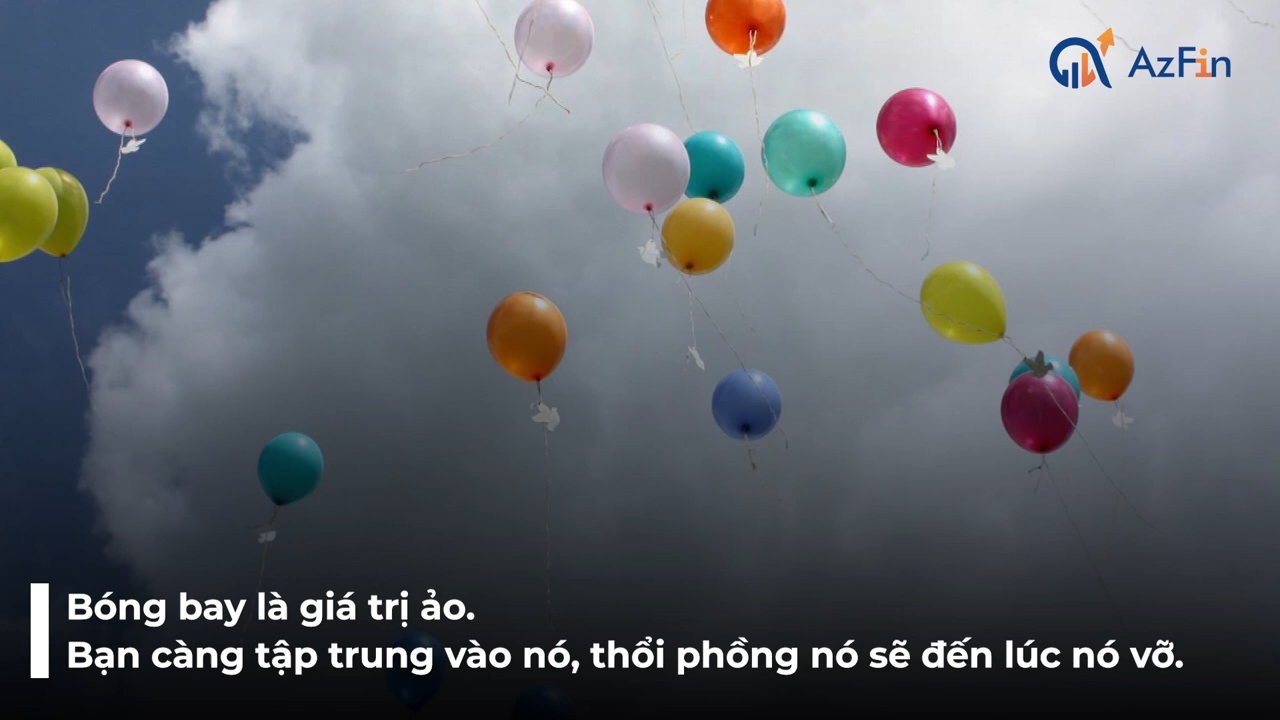 AzFin
Bóng bay là giá trị ảo.
Bạn càng tập trung vào nó, thổi phồng nó sẽ đến lúc nó vỡ.